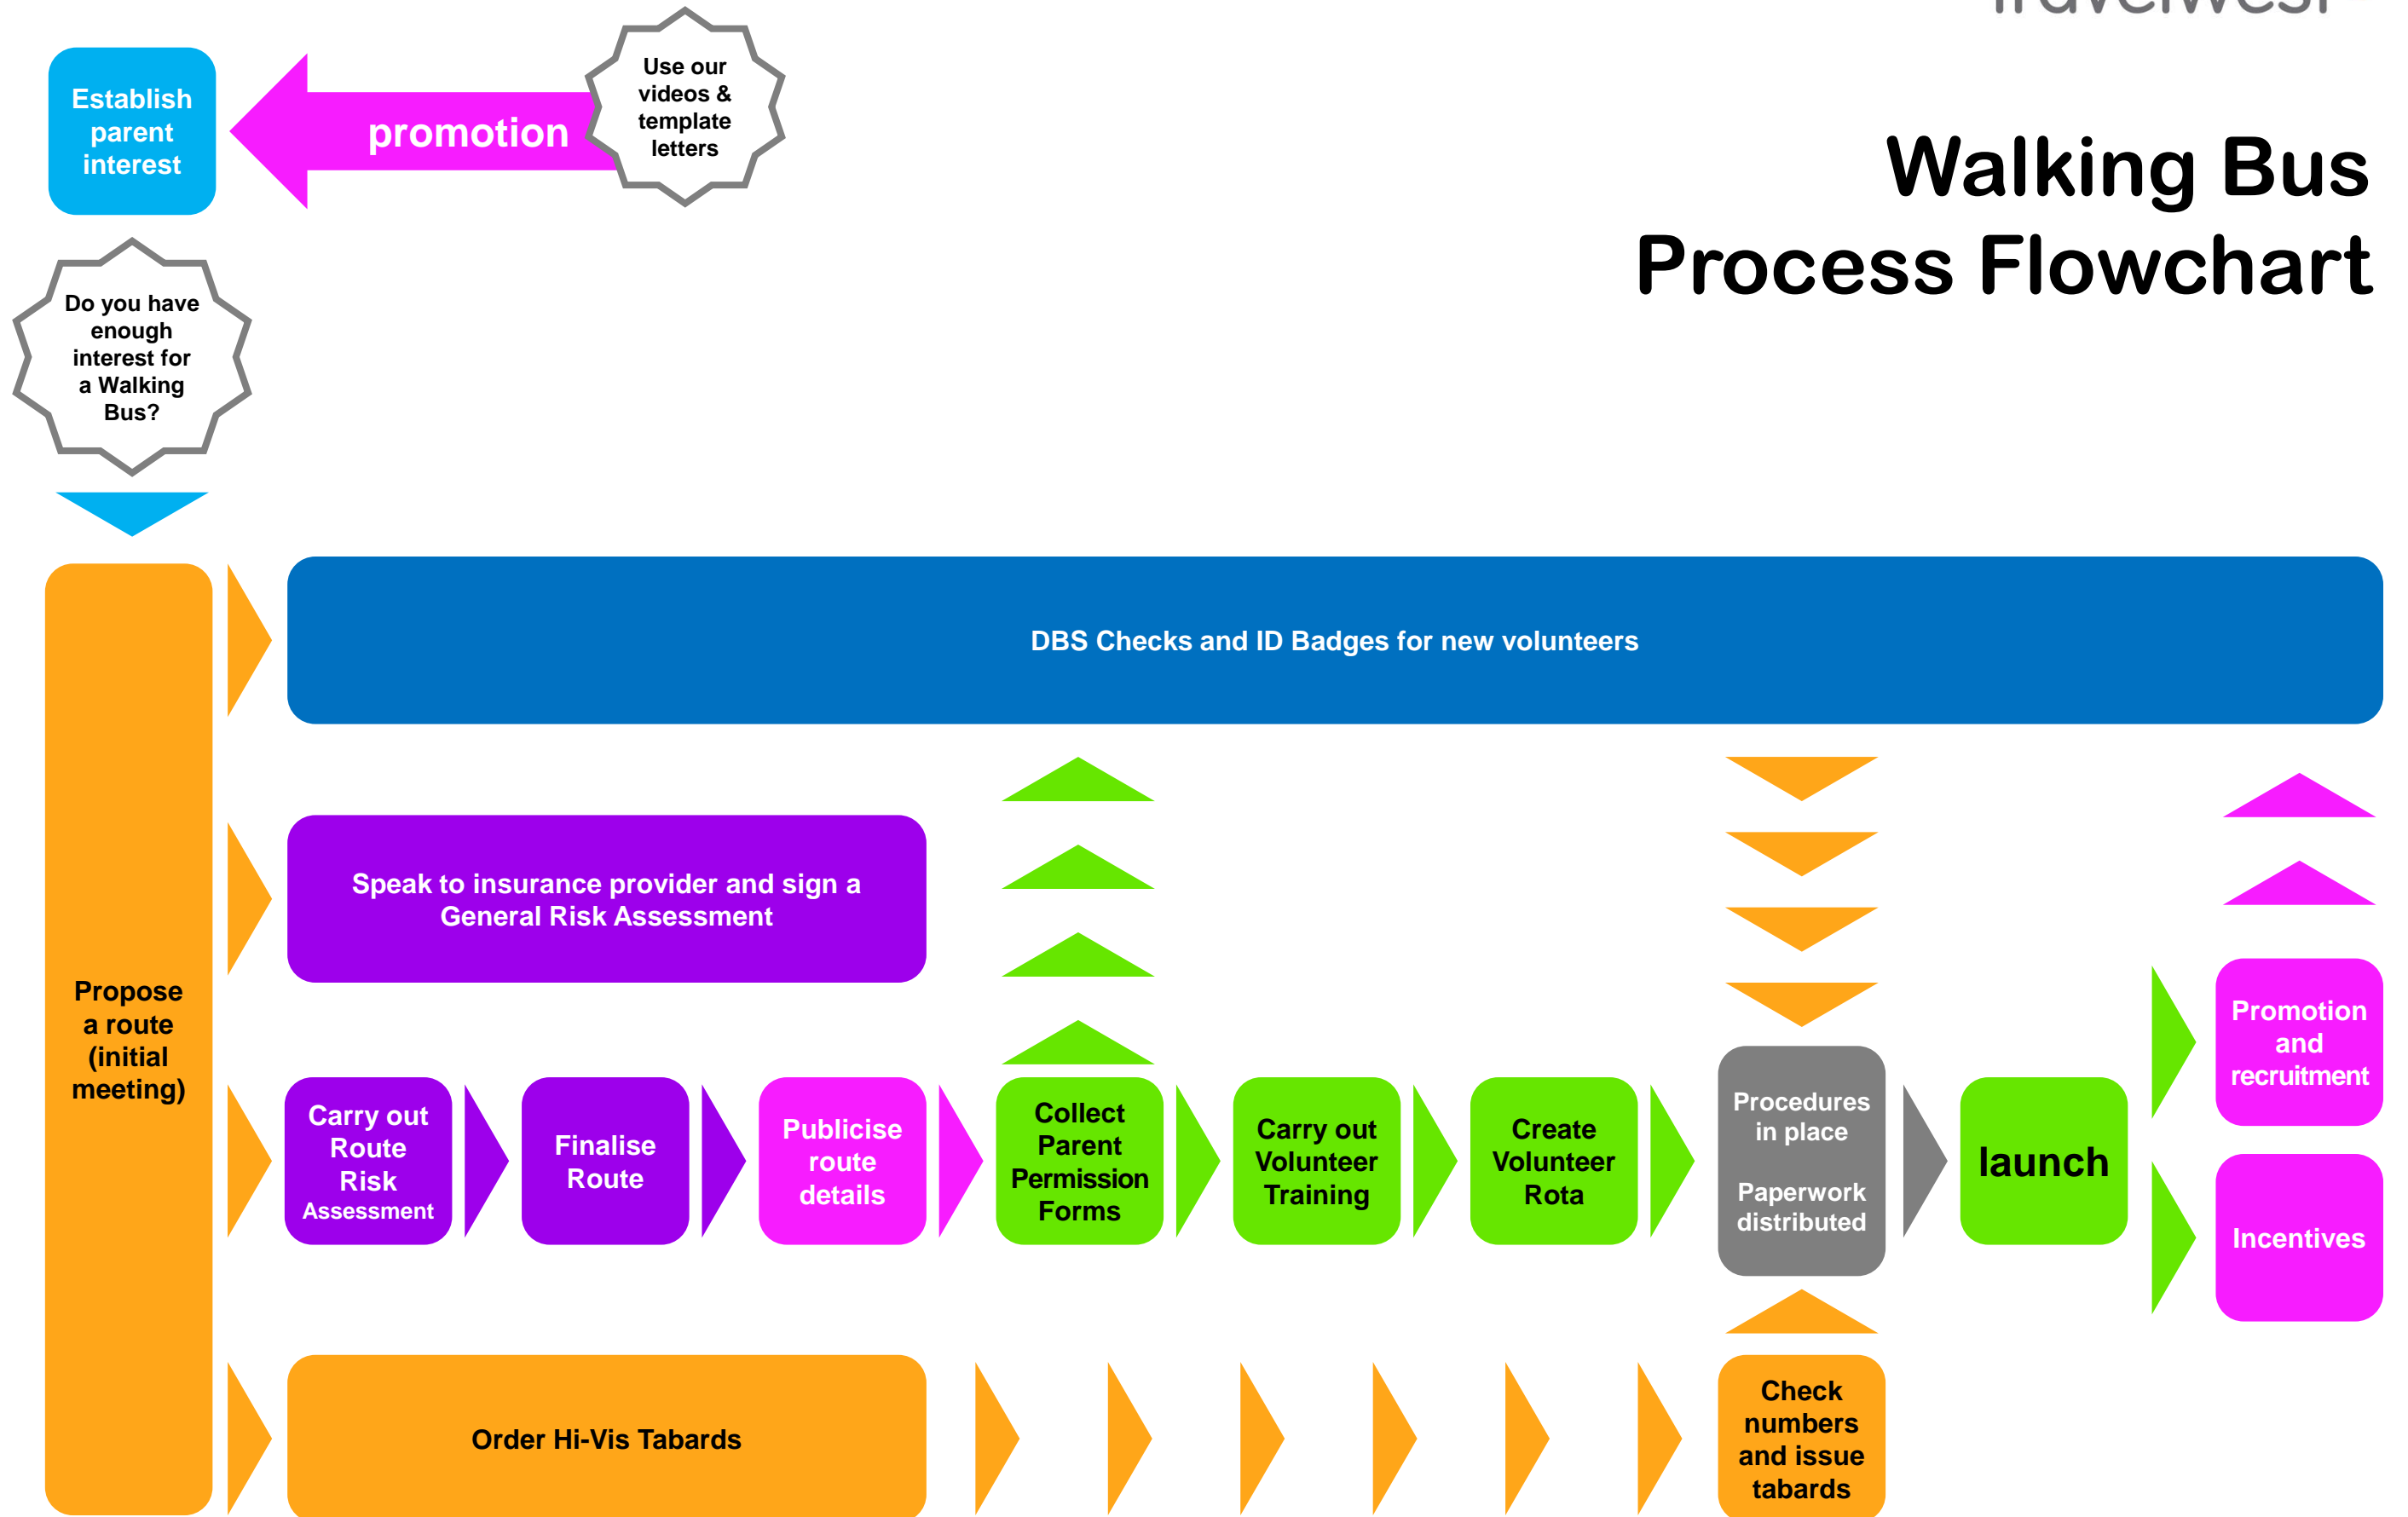 Travelwest
Establish
parent
interest
promotion
Use our
videos &
template
letters
Walking Bus
Process Flowchart
Do you have
enough
interest for
a Walking
Bus?
Propose
a route
(initial
meeting)
DBS Checks and ID Badges for new volunteers
Speak to insurance provider and sign a
General Risk Assessment
Carry out
Route
Risk
Assessment
Finalise
Route
Publicise
route
details
Collect
Parent
Permission
Forms
Carry out
Volunteer
Training
Create
Volunteer
Rota
Procedures
in place
Paperwork
distributed
launch
Promotion
and
recruitment
Incentives
Order Hi-Vis Tabards
Check
numbers
and issue
tabards